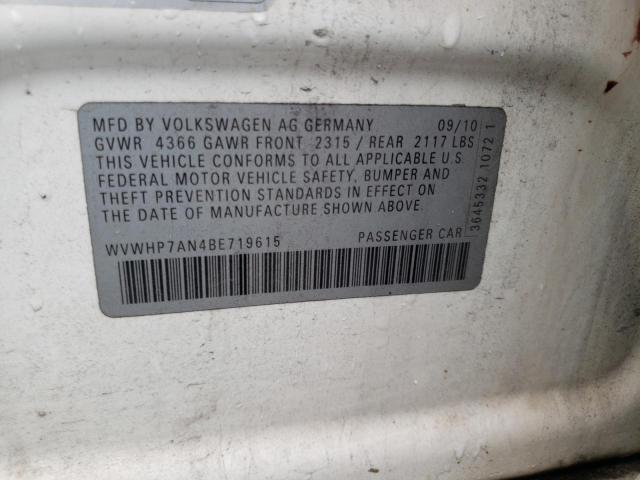 MFD BY VOLKSWAGEN AG GERMANY 09/10
GVWR 4366 GAWR FRONT 2315 / REAR 2117 LBS
THIS VEHICLE CONFORMS TO ALL APPLICABLE U.S.
FEDERAL MOTOR VEHICLE SAFETY, BUMPER AND
THEFT PREVENTION STANDARDS IN EFFECT ON
THE DATE OF MANUFACTURE SHOWN ABOVE.
WVWHP7AN4BE719615 PASSENGER CAR
3645332 1072 1